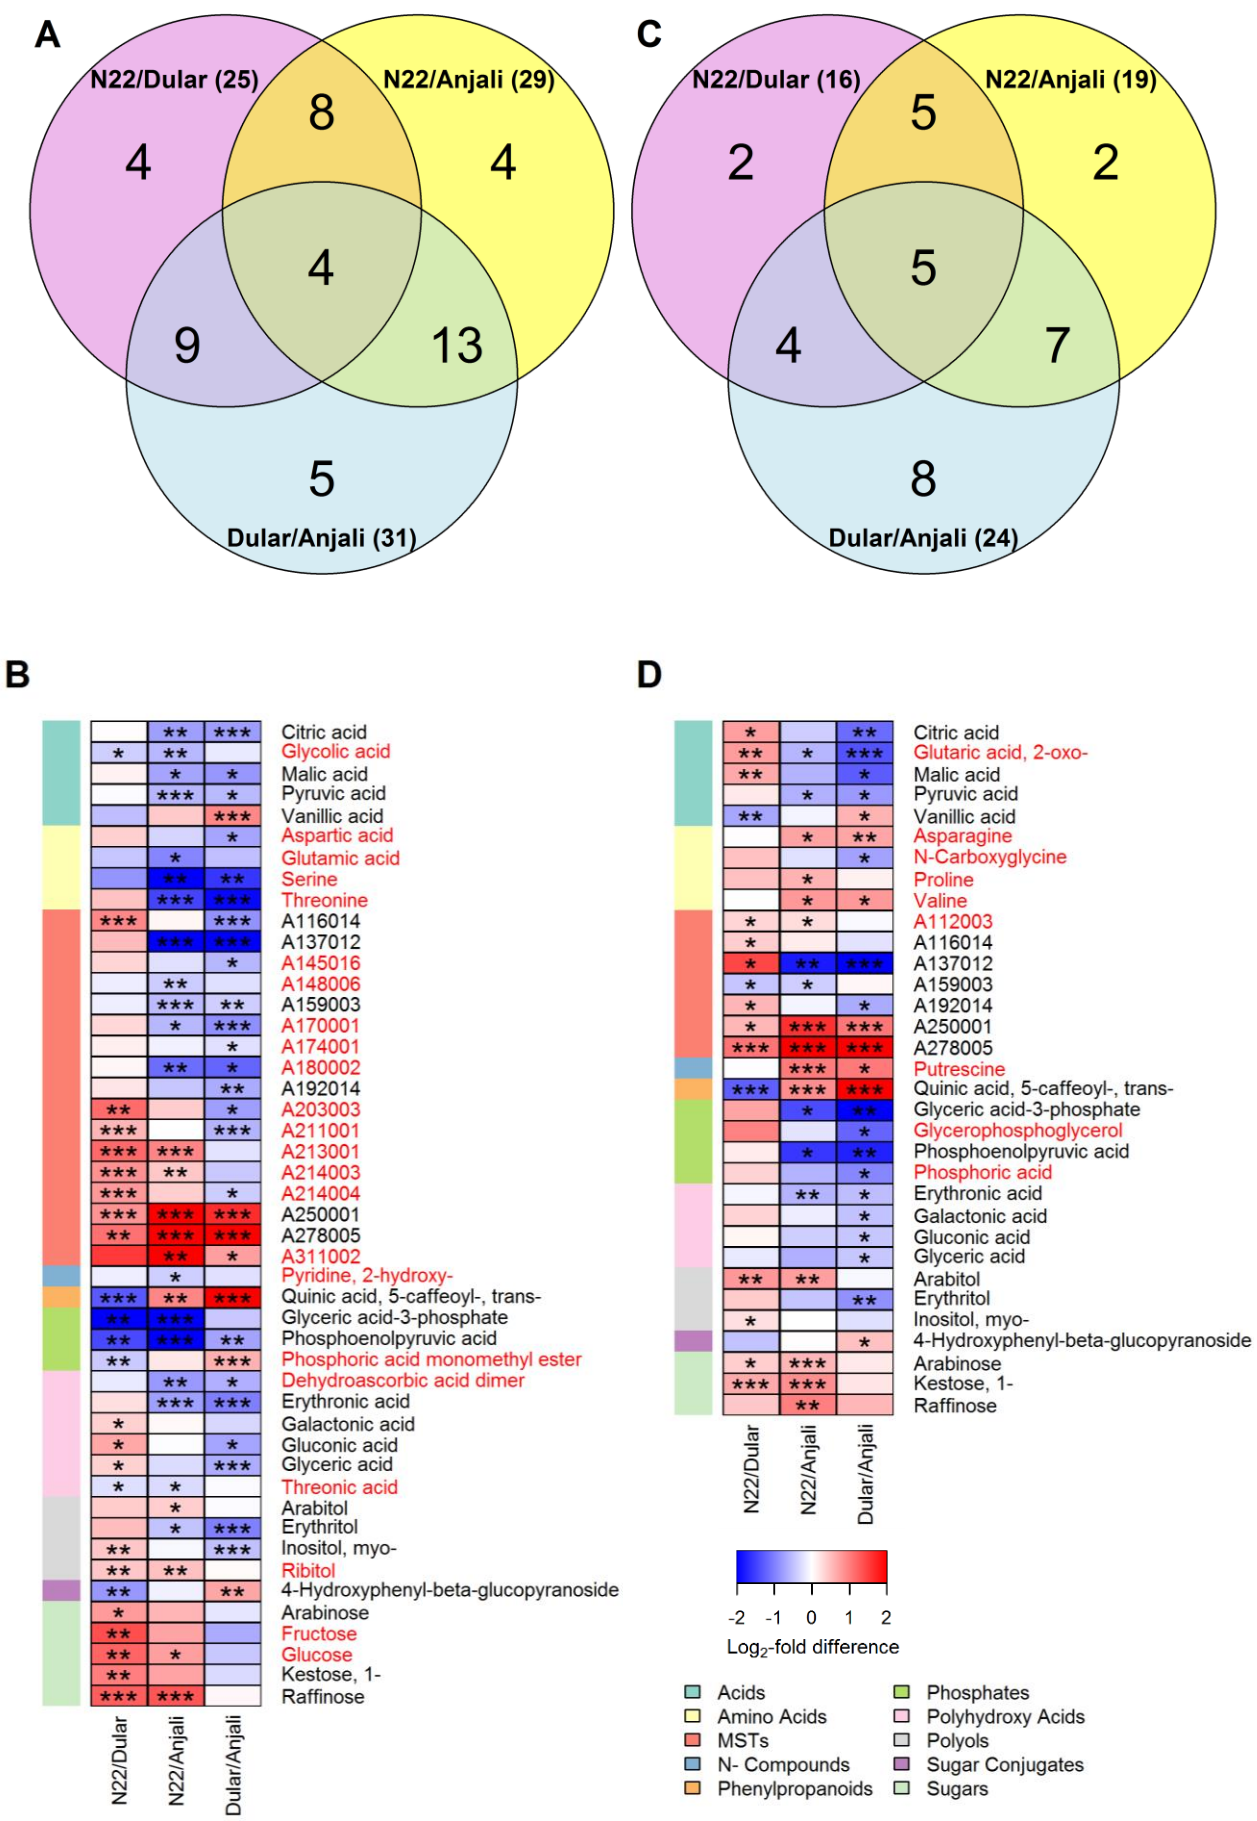 A
N22/Dular (25)
N22/Anjali (29)
8
4
4
4
9
13
5
Dular/Anjali (31)
C
N22/Dular (16)
N22/Anjali (19)
5
2
2
5
4
7
8
Dular/Anjali (24)
B
** *** Citric acid
* ** Glycolic acid
* * Malic acid
*** * Pyruvic acid
*** Vanillic acid
* Aspartic acid
* Glutamic acid
** ** Serine
*** *** Threonine
*** *** A116014
*** *** A137012
* A145016
** A148006
*** ** A159003
* *** A170001
* A174001
** * A180002
** A192014
** * A203003
*** *** A211001
*** *** A213001
*** ** A214003
*** * A214004
*** *** *** A250001
** *** *** A278005
** * A311002
* Pyridine, 2-hydroxy-
*** ** *** Quinic acid, 5-caffeoyl-, trans-
** *** Glyceric acid-3-phosphate
** *** ** Phosphoenolpyruvic acid
** *** Phosphoric acid monomethyl ester
** * Dehydroascorbic acid dimer
*** *** Erythronic acid
* Galactonic acid
* * Gluconic acid
* *** Glyceric acid
* * Threonic acid
* Arabitol
* *** Erythritol
** *** Inositol, myo-
** ** Ribitol
** ** 4-Hydroxyphenyl-beta-glucopyranoside
* Arabinose
** Fructose
** * Glucose
** Kestose, 1-
*** *** Raffinose
N22/Dular
N22/Anjali
Dular/Anjali
D
* ** Citric acid
** * *** Glutaric acid, 2-oxo-
** * Malic acid
* * Pyruvic acid
** * Vanillic acid
* ** Asparagine
* N-Carboxyglycine
* Proline
* * Valine
* * A112003
* A116014
* ** *** A137012
* * A159003
* * A192014
* *** *** A250001
*** *** *** A278005
*** * Putrescine
*** *** *** Quinic acid, 5-caffeoyl-, trans-
* ** Glyceric acid-3-phosphate
* Glycerophosphoglycerol
* ** Phosphoenolpyruvic acid
* Phosphoric acid
** * Erythronic acid
* Galactonic acid
* Gluconic acid
* Glyceric acid
** ** Arabitol
** Erythritol
* Inositol, myo-
* 4-Hydroxyphenyl-beta-glucopyranoside
* *** Arabinose
*** *** Kestose, 1-
** Raffinose
N22/Dular
N22/Anjali
Dular/Anjali
-2 -1 0 1 2
Log2-fold difference
Acids
Amino Acids
MSTs
N- Compounds
Phenylpropanoids
Phosphates
Polyhydroxy Acids
Polyols
Sugar Conjugates
Sugars